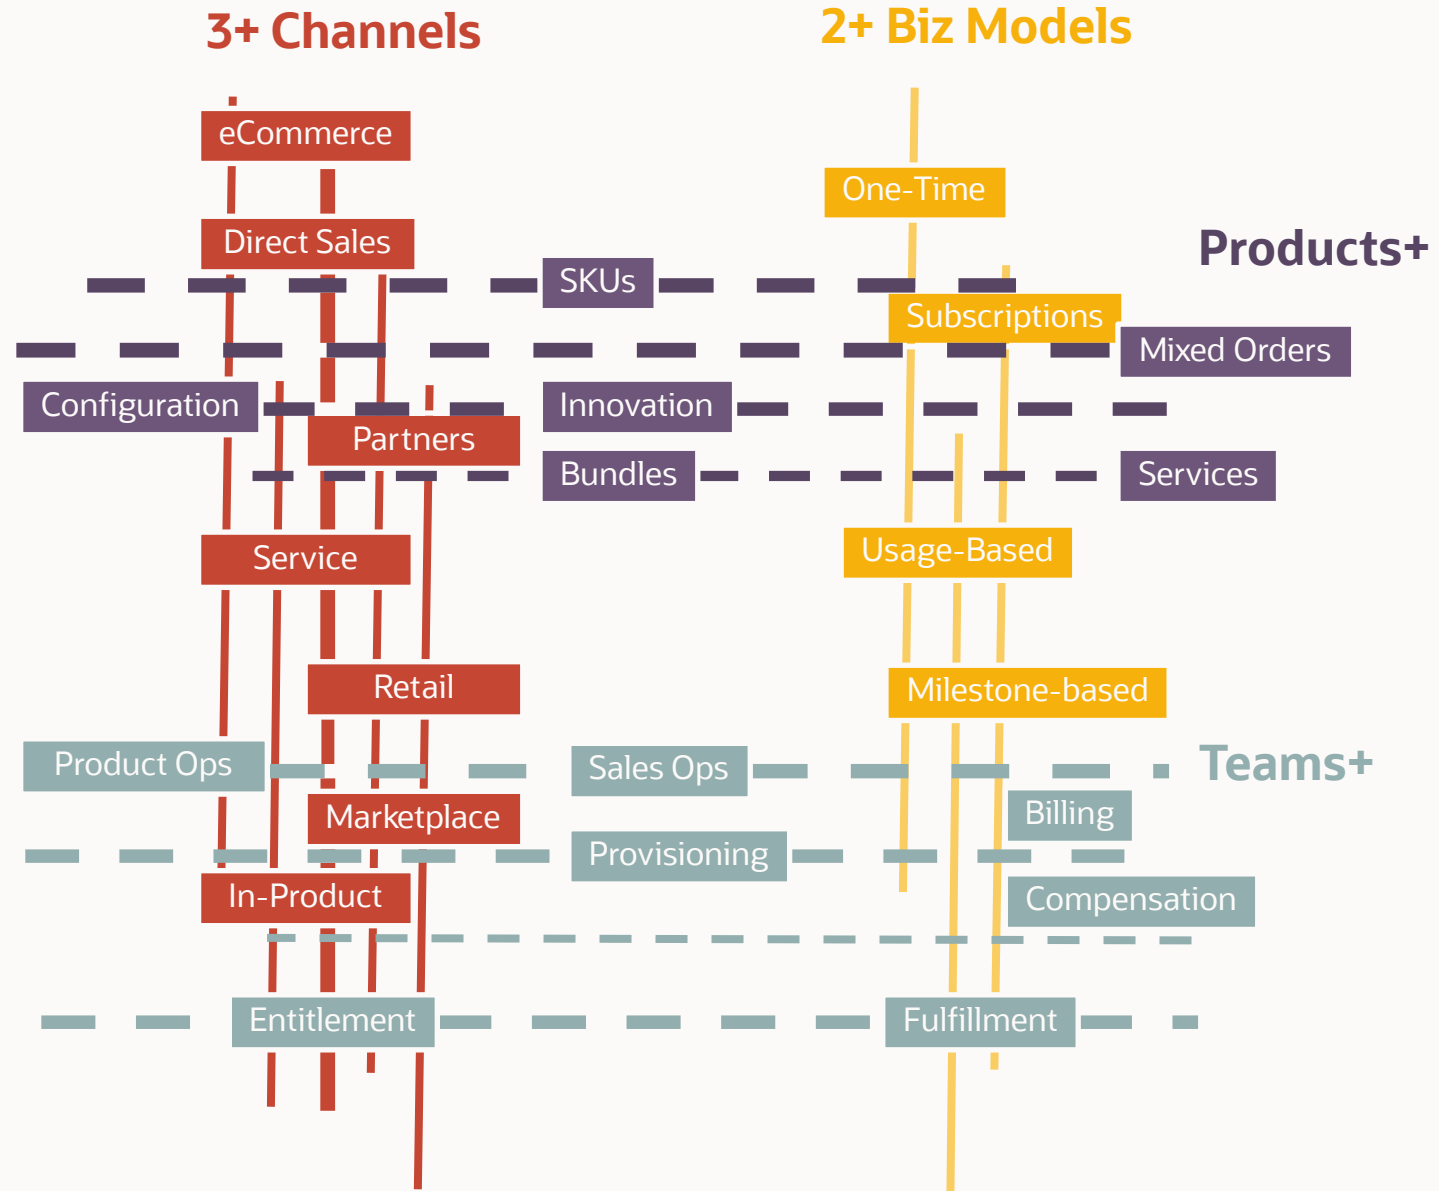 3+ Channels
2+ Biz Models
eCommerce
One-Time
Direct Sales
Products+
SKUs
Subscriptions
Mixed Orders
Configuration
Innovation
Partners
Bundles
Services
Service
Usage-Based
Retail
Milestone-based
Product Ops
Sales Ops
Teams+
Billing
Marketplace
Provisioning
In-Product
Compensation
Entitlement
Fulfillment